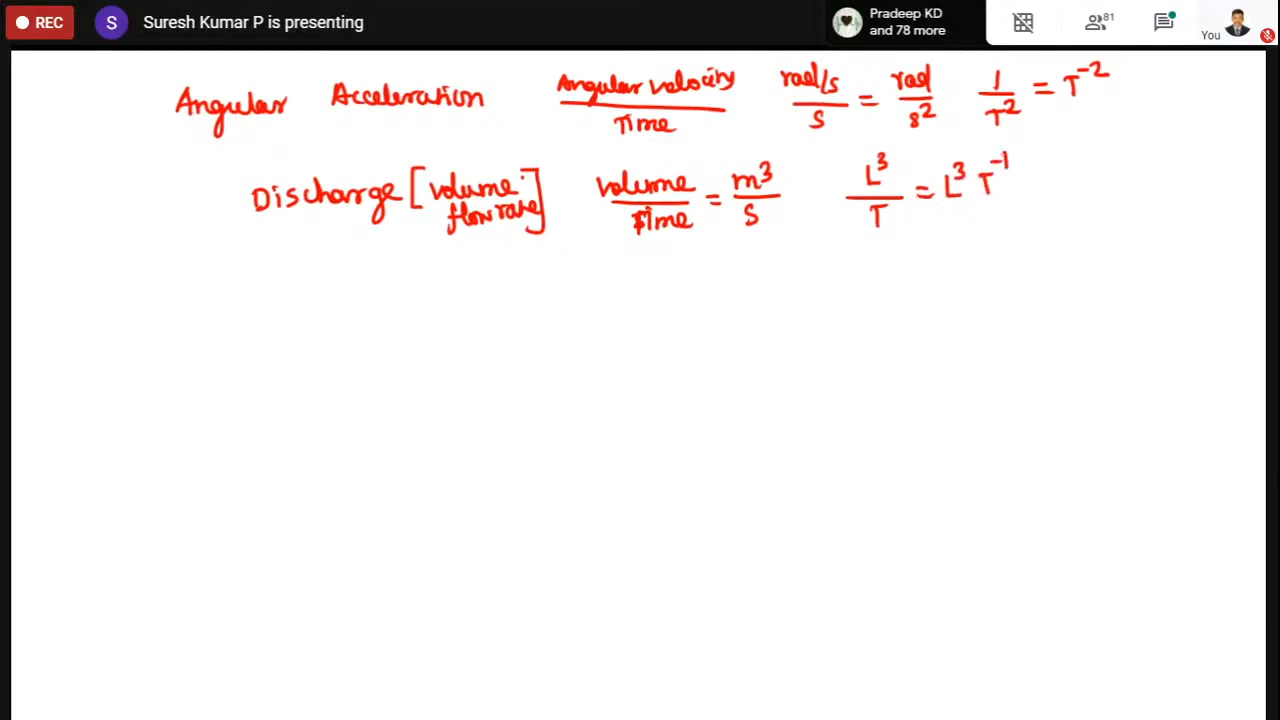 REC
S
Suresh Kumar P is presenting
Pradeep KD
and 78 more
81
You
Angular Acceleration Angular velocity/Time rad/s/s = rad/s² 1/T² = T⁻²
Discharge [volume flow rate] volume/Time = m³/s L³/T = L³ T⁻¹